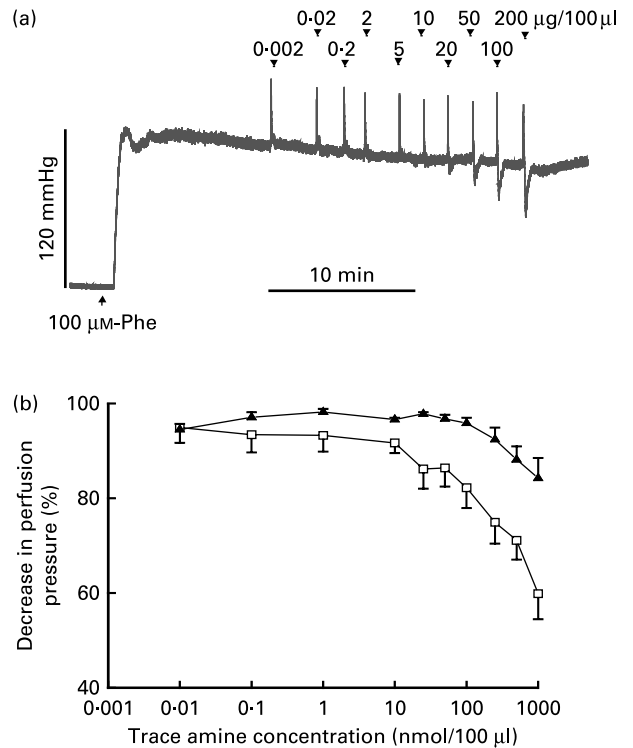 (a)
0·02 2 10 50 200 µg/100 µl
0·002 0·2 5 20 100
120 mmHg
10 min
100 µM-Phe
(b)
100
80
60
40
Decrease in perfusion
pressure (%)
0·001 0·01 0·1 1 10 100 1000
Trace amine concentration (nmol/100 µl)